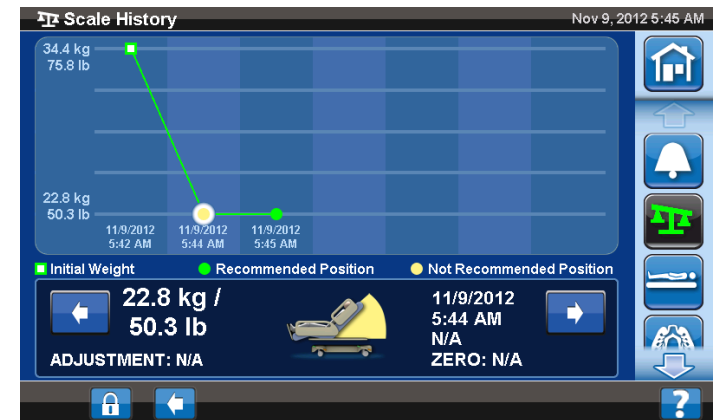 Scale History
Nov 9, 2012 5:45 AM
34.4 kg
75.8 lb
22.8 kg
50.3 lb
11/9/2012
5:42 AM
11/9/2012
5:44 AM
11/9/2012
5:45 AM
Initial Weight
Recommended Position
Not Recommended Position
22.8 kg /
50.3 lb
ADJUSTMENT: N/A
11/9/2012
5:44 AM
N/A
ZERO: N/A
?